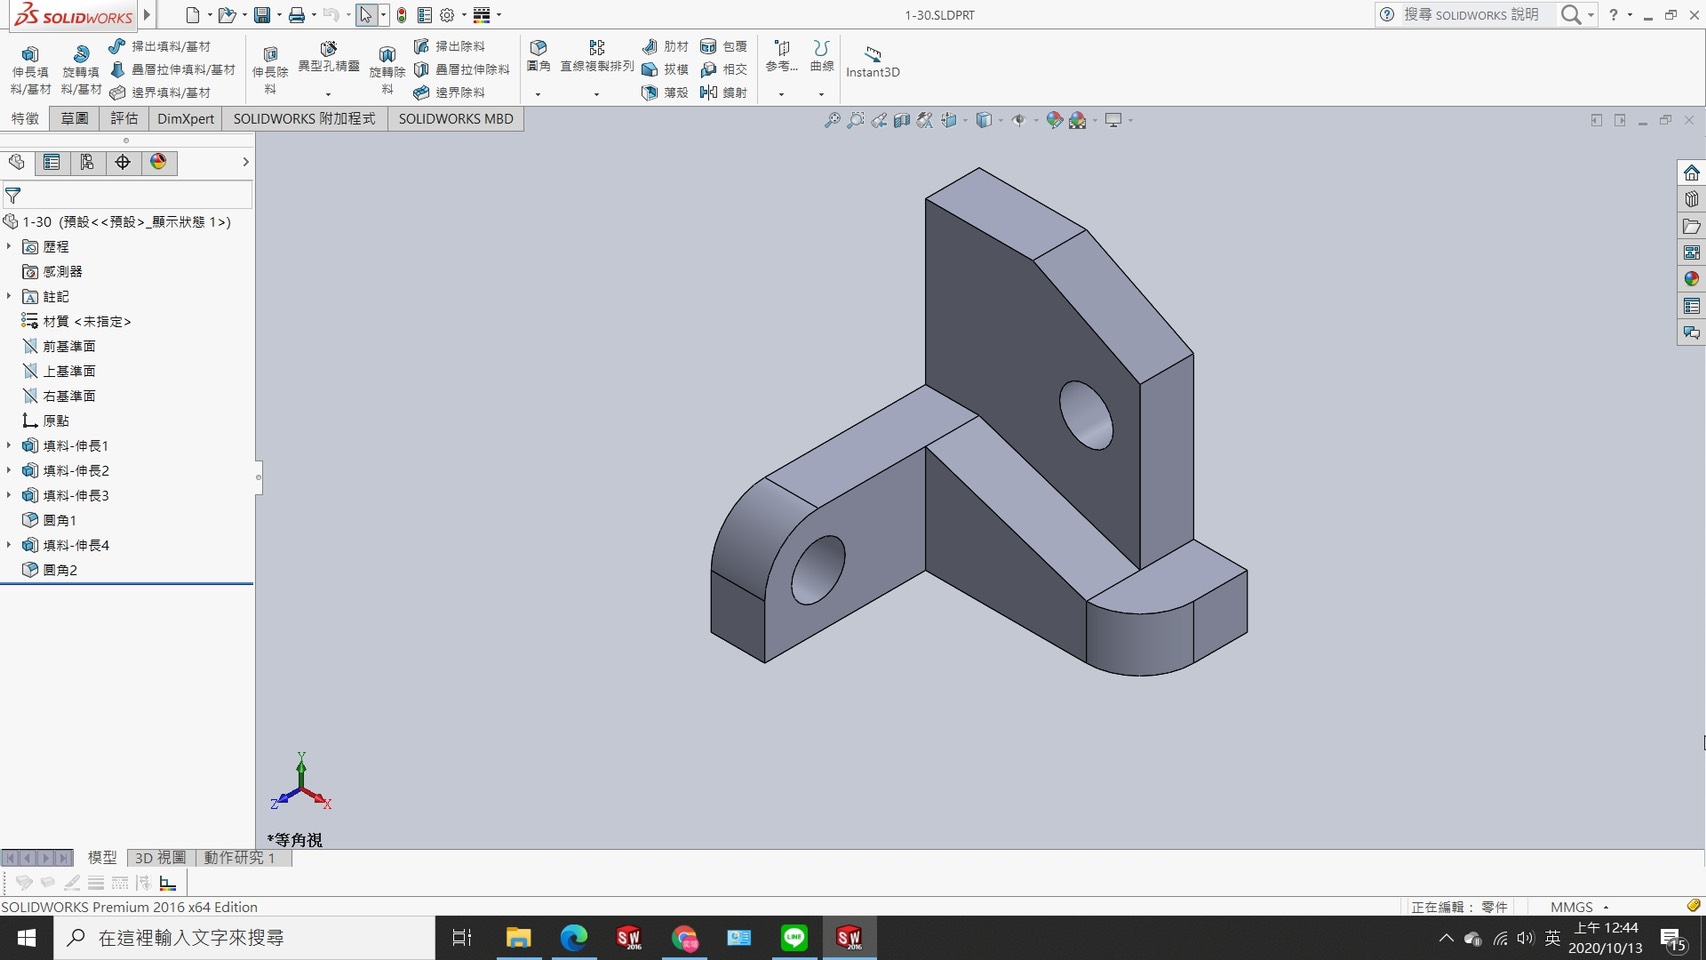 SOLIDWORKS
1-30.SLDPRT
搜尋 SOLIDWORKS 說明
伸長填料/基材
旋轉填料/基材
掃出填料/基材
疊層拉伸填料/基材
邊界填料/基材
伸長除料
異型孔精靈
旋轉除料
掃出除料
疊層拉伸除料
邊界除料
圓角
直線複製排列
肋材
拔模
薄殼
包覆
相交
鏡射
參考...
曲線
Instant3D
特徵
草圖
評估
DimXpert
SOLIDWORKS 附加程式
SOLIDWORKS MBD
1-30 (預設<<預設>_顯示狀態 1>)
歷程
感測器
註記
材質 <未指定>
前基準面
上基準面
右基準面
原點
填料-伸長1
填料-伸長2
填料-伸長3
圓角1
填料-伸長4
圓角2
Y
Z
X
*等角視
模型
3D 視圖
動作研究 1
SOLIDWORKS Premium 2016 x64 Edition
正在編輯： 零件
MMGS
在這裡輸入文字來搜尋
SW
2016
LINE
SW
2016
英
上午 12:44
2020/10/13
15